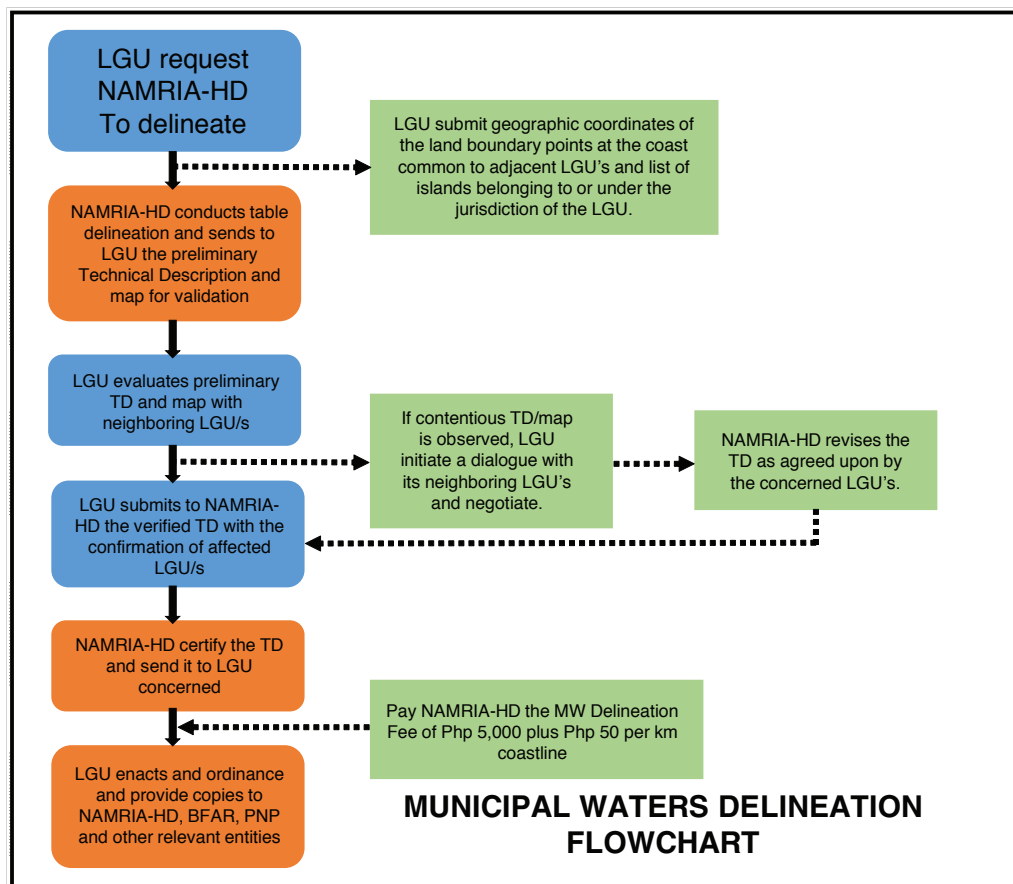 LGU request
NAMRIA-HD
To delineate
LGU submit geographic coordinates of
the land boundary points at the coast
common to adjacent LGU's and list of
islands belonging to or under the
jurisdiction of the LGU.
NAMRIA-HD conducts table
delineation and sends to
LGU the preliminary
Technical Description and
map for validation
LGU evaluates preliminary
TD and map with
neighboring LGU/s
If contentious TD/map
is observed, LGU
initiate a dialogue with
its neighboring LGU's
and negotiate.
NAMRIA-HD revises the
TD as agreed upon by
the concerned LGU's.
LGU submits to NAMRIA-
HD the verified TD with the
confirmation of affected
LGU/s
NAMRIA-HD certify the TD
and send it to LGU
concerned
Pay NAMRIA-HD the MW Delineation
Fee of Php 5,000 plus Php 50 per km
coastline
LGU enacts and ordinance
and provide copies to
NAMRIA-HD, BFAR, PNP
and other relevant entities
MUNICIPAL WATERS DELINEATION
FLOWCHART